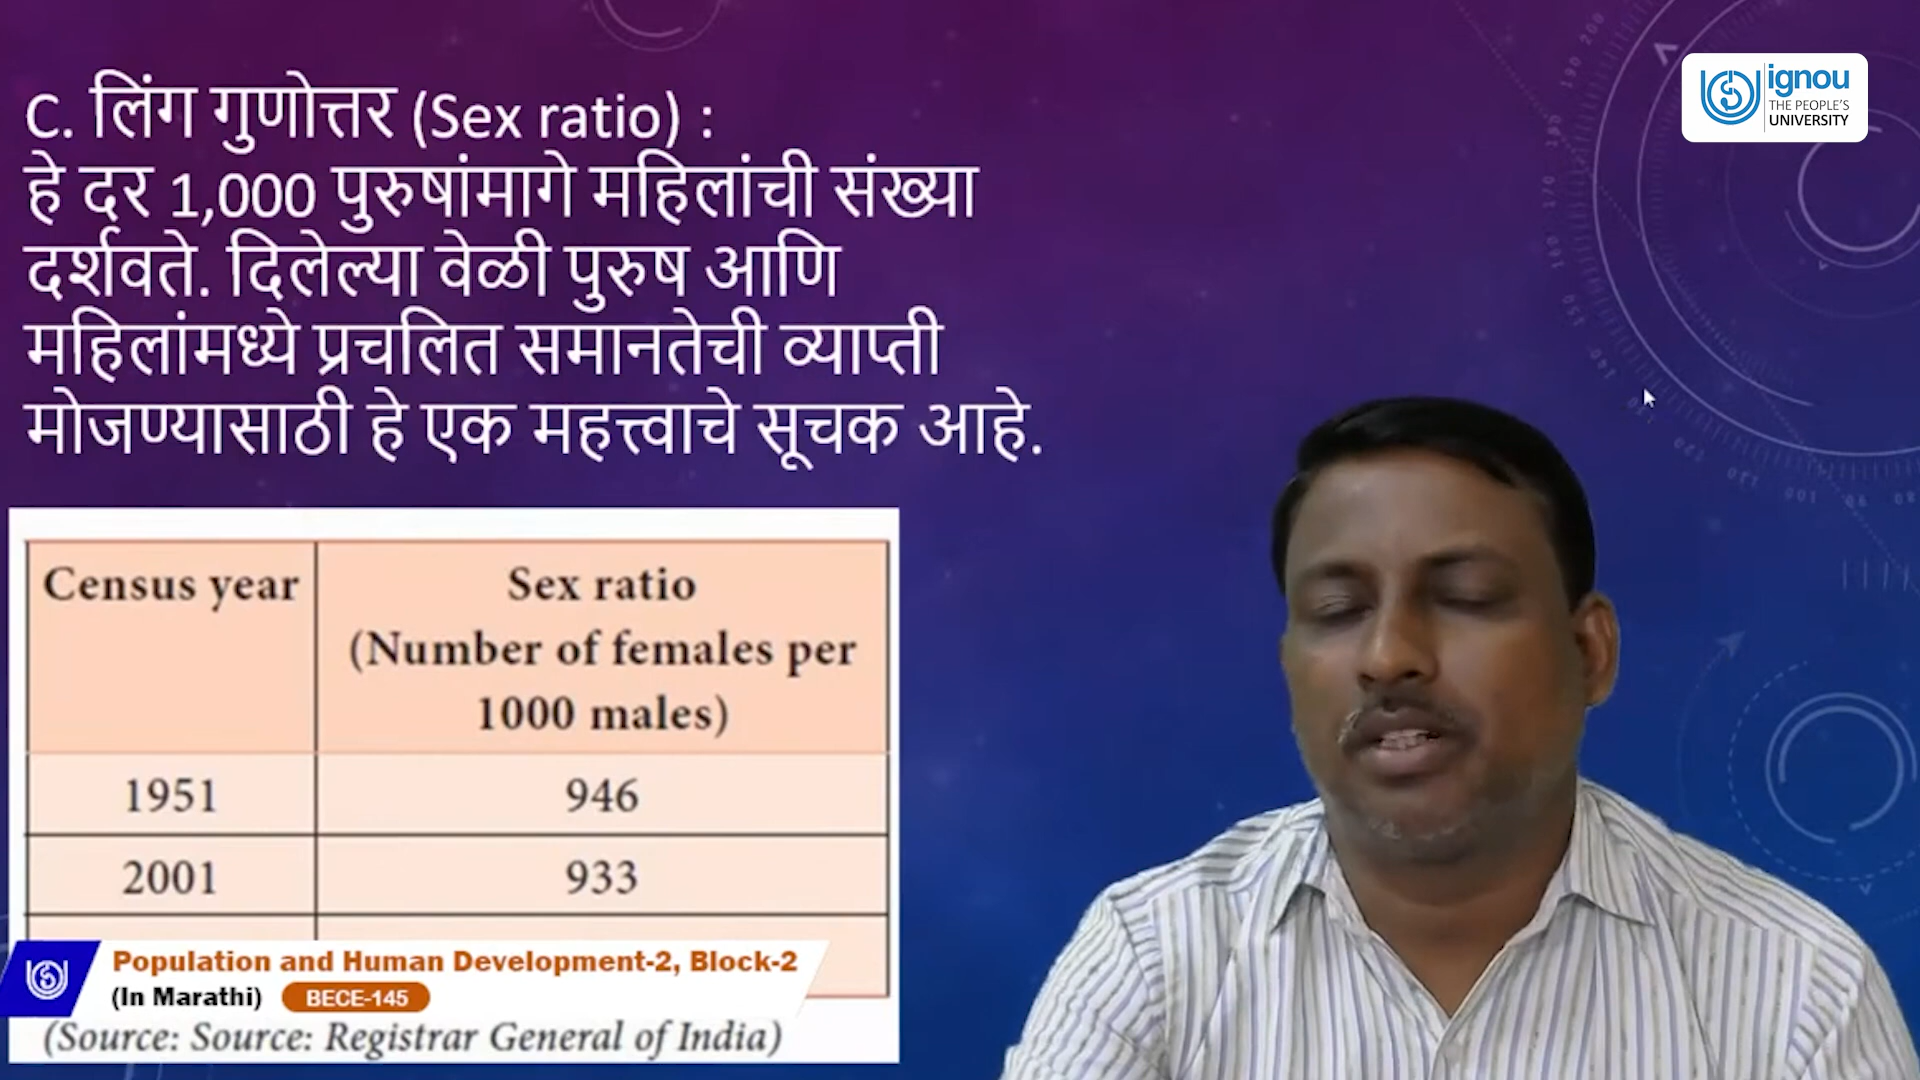 C. लिंग गुणोत्तर (Sex ratio) :
हे दर 1,000 पुरुषांमागे महिलांची संख्या
दर्शवते. दिलेल्या वेळी पुरुष आणि
महिलांमध्ये प्रचलित समानतेची व्याप्ती
मोजण्यासाठी हे एक महत्त्वाचे सूचक आहे.
ignou
THE PEOPLE'S
UNIVERSITY
Census year
Sex ratio
(Number of females per
1000 males)
1951 946
2001 933
Population and Human Development-2, Block-2
(In Marathi) BECE-145
(Source: Source: Registrar General of India)